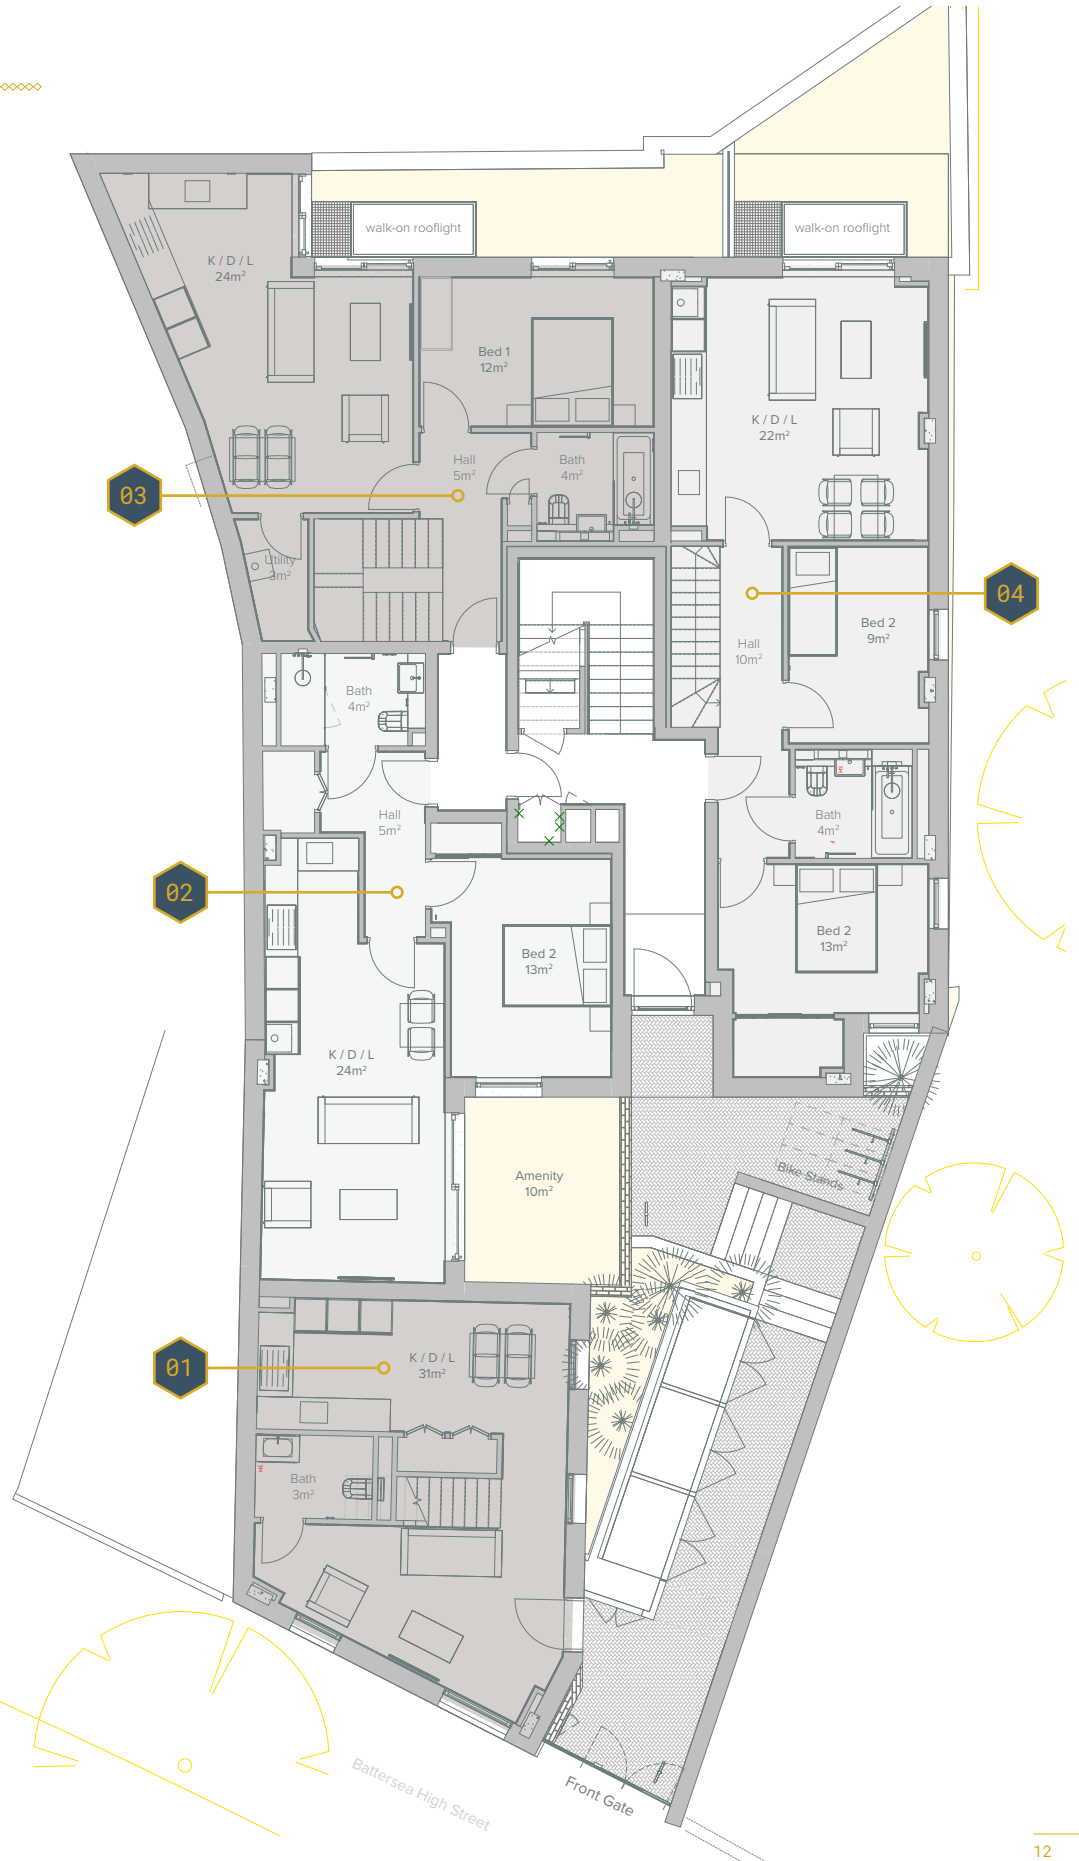 walk-on rooflight
walk-on rooflight
K / D / L
24m²
Bed 1
12m²
K / D / L
22m²
Hall
5m²
Bath
4m²
03
Utility
3m²
04
Bed 2
9m²
Hall
10m²
Bath
4m²
Hall
5m²
Bath
4m²
02
Bed 2
13m²
Bed 2
13m²
K / D / L
24m²
Amenity
10m²
Bike Stands
01
K / D / L
31m²
Bath
3m²
Battersea High Street
Front Gate
12